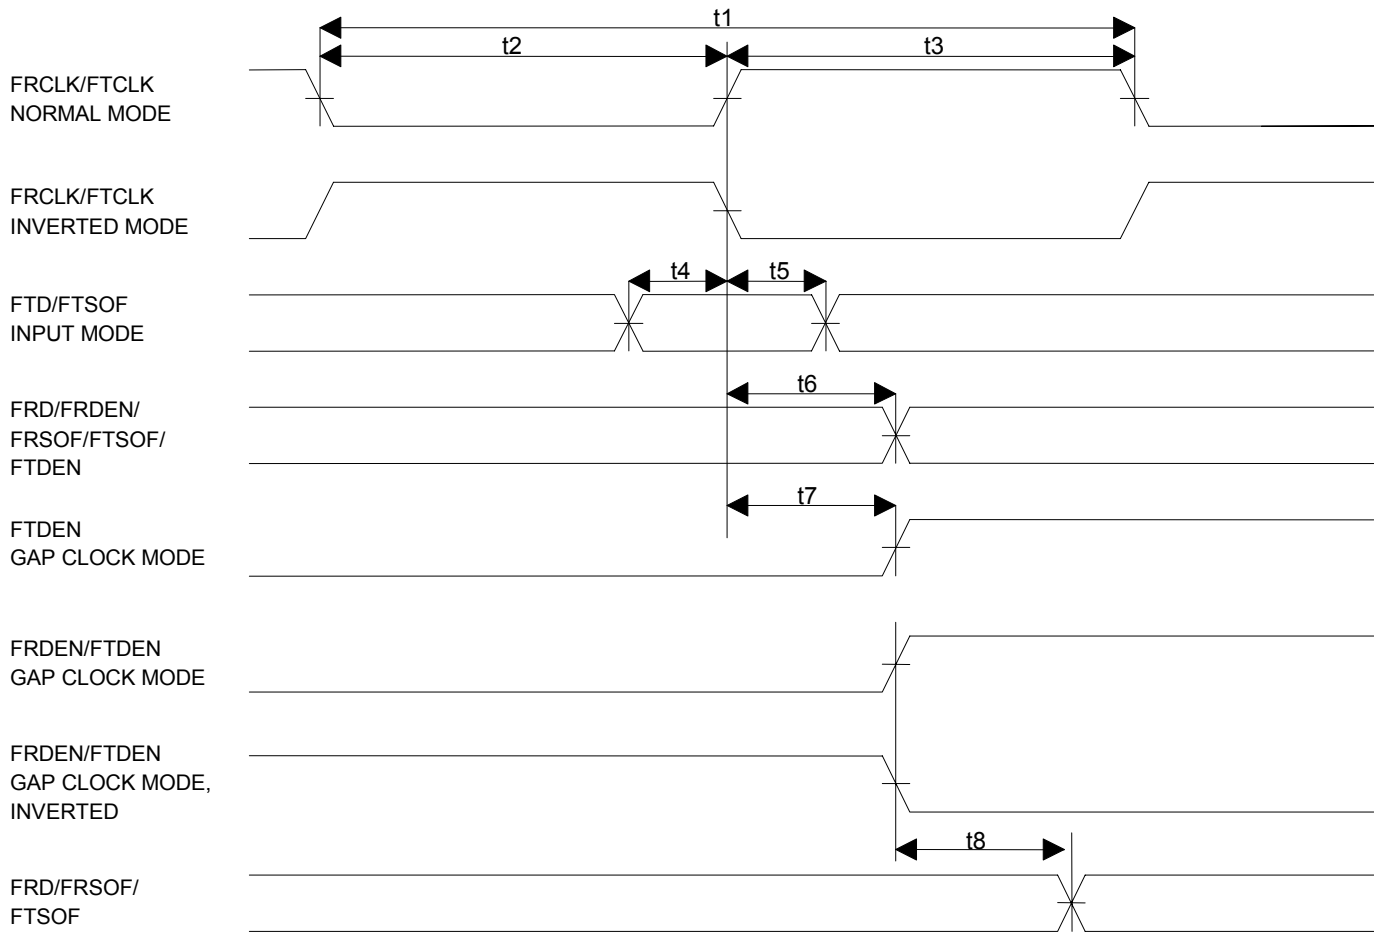 t1
t2
t3
FRCLK/FTCLK
NORMAL MODE
FRCLK/FTCLK
INVERTED MODE
t4
t5
FTD/FTSOF
INPUT MODE
t6
FRD/FRDEN/
FRSOF/FTSOF/
FTDEN
t7
FTDEN
GAP CLOCK MODE
FRDEN/FTDEN
GAP CLOCK MODE
FRDEN/FTDEN
GAP CLOCK MODE,
INVERTED
t8
FRD/FRSOF/
FTSOF